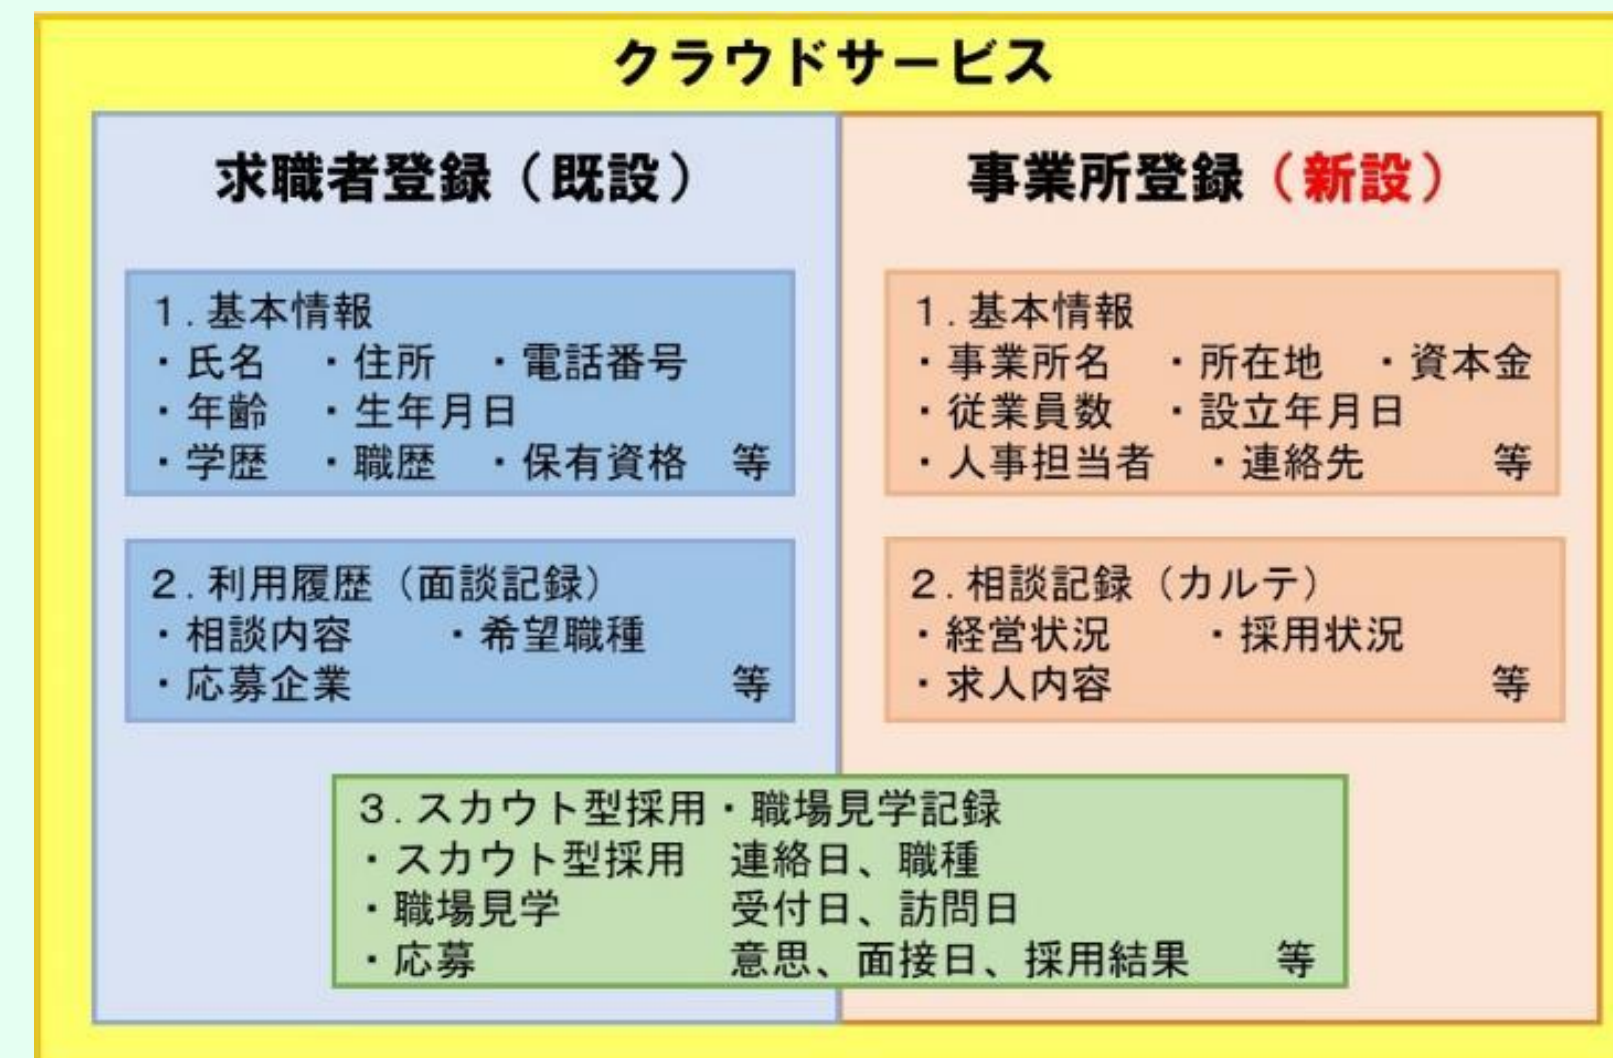 クラウドサービス
求職者登録（既設）
１.基本情報
・氏名　・住所　・電話番号
・年齢　・生年月日
・学歴　・職歴　・保有資格　等
２.利用履歴（面談記録）
・相談内容　　・希望職種
・応募企業　　　　　　　　　等
事業所登録（新設）
１.基本情報
・事業所名　・所在地　・資本金
・従業員数　・設立年月日
・人事担当者　・連絡先　　　等
２.相談記録（カルテ）
・経営状況　　・採用状況
・求人内容　　　　　　　　　等
３.スカウト型採用・職場見学記録
・スカウト型採用　連絡日、職種
・職場見学　　　　受付日、訪問日
・応募　　　　　　意思、面接日、採用結果　　等